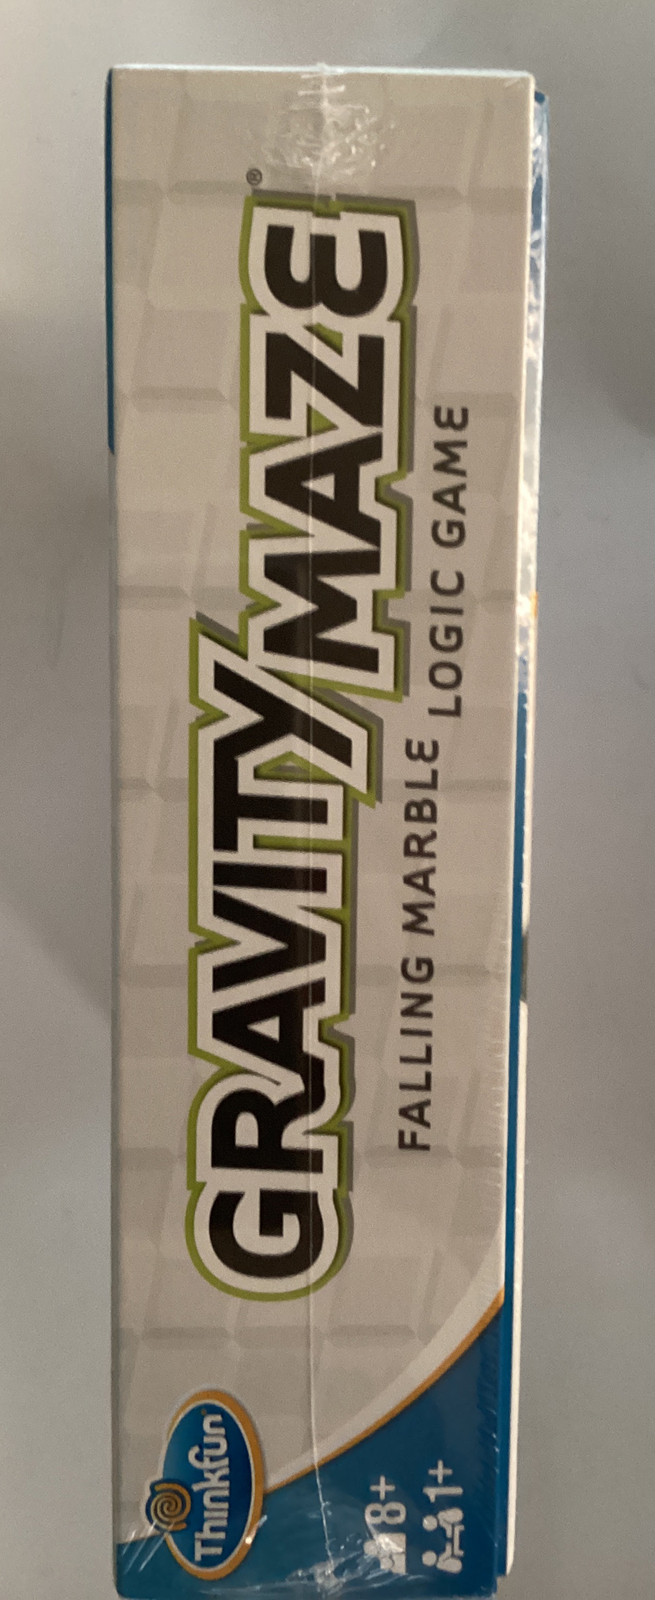 GRAVITY MAZE®
FALLING MARBLE LOGIC GAME
Thinkfun®
8+
1+